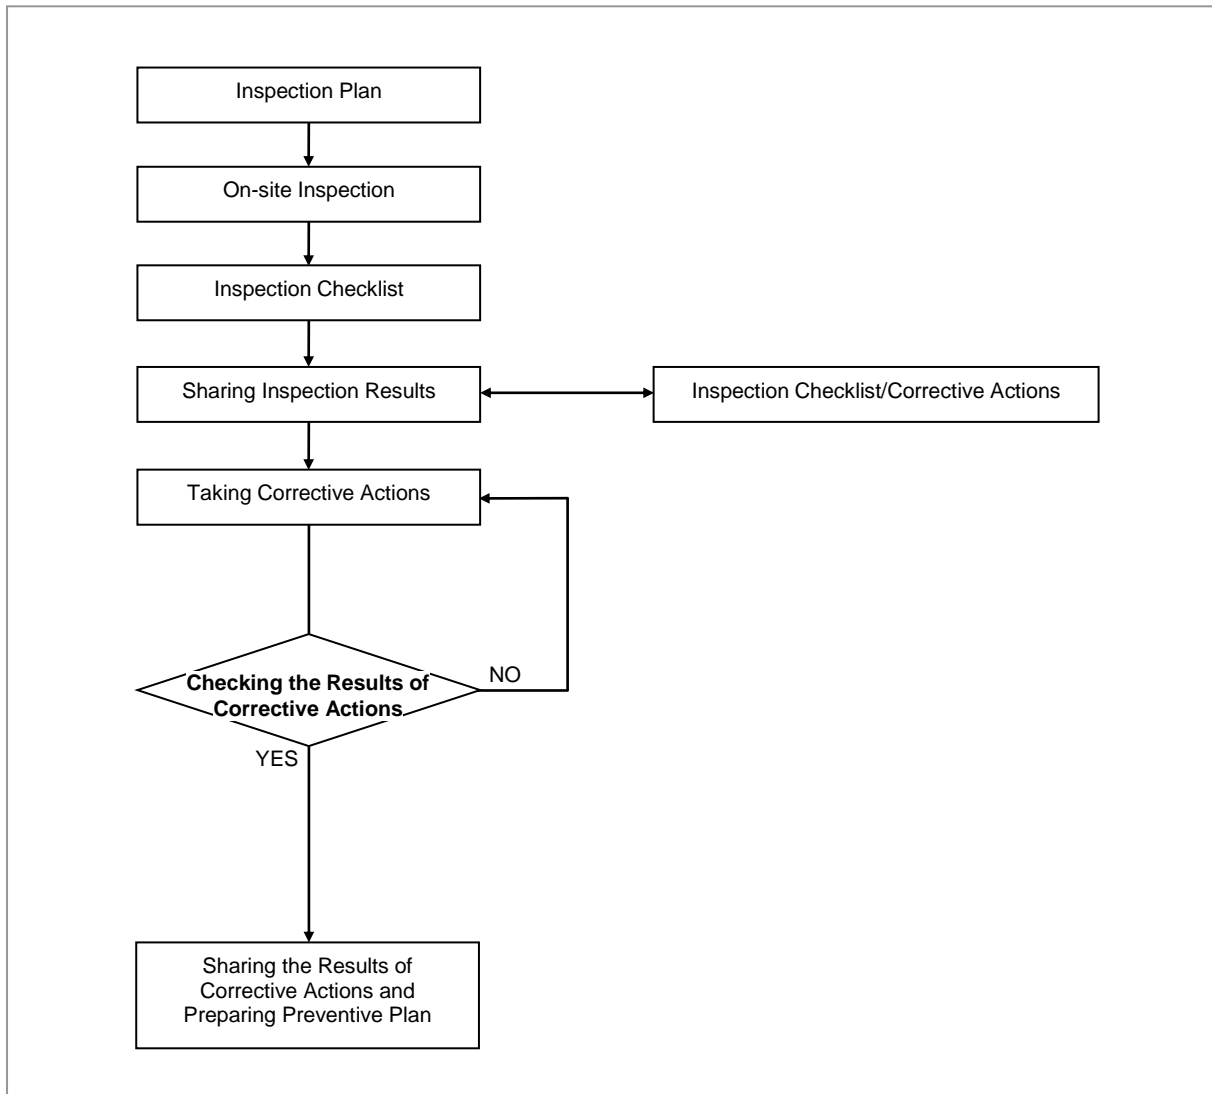 Inspection Plan
On-site Inspection
Inspection Checklist
Sharing Inspection Results
Inspection Checklist/Corrective Actions
Taking Corrective Actions
Checking the Results of
Corrective Actions
NO
YES
Sharing the Results of
Corrective Actions and
Preparing Preventive Plan